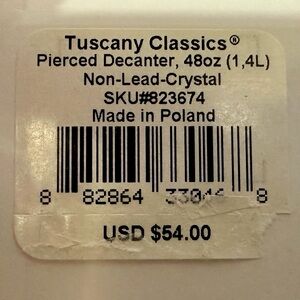 Tuscany Classics®
Pierced Decanter, 48oz (1,4L)
Non-Lead-Crystal
SKU#823674
Made in Poland
8 82864 33046 8
USD $54.00